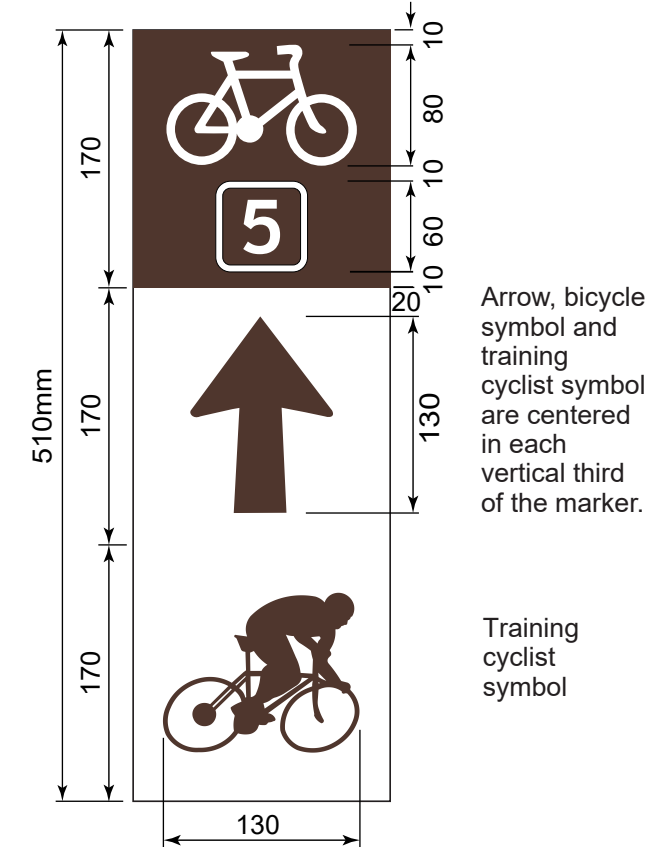 10
80
10
60
10
20
170
5
510mm
170
130
170
130
Arrow, bicycle
symbol and
training
cyclist symbol
are centered
in each
vertical third
of the marker.
Training
cyclist
symbol